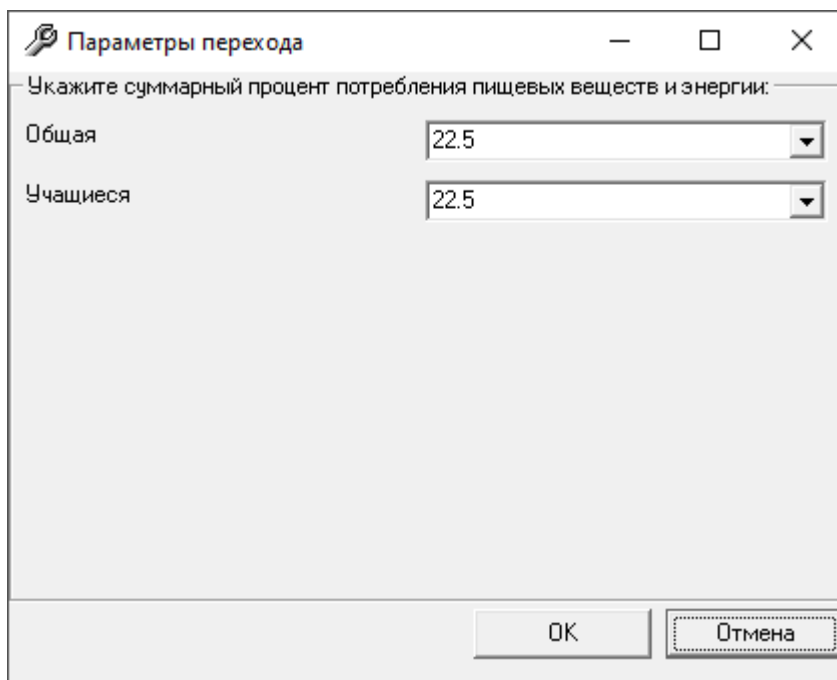 Параметры перехода
Укажите суммарный процент потребления пищевых веществ и энергии:
Общая
22.5
Учащиеся
22.5
OK
Отмена